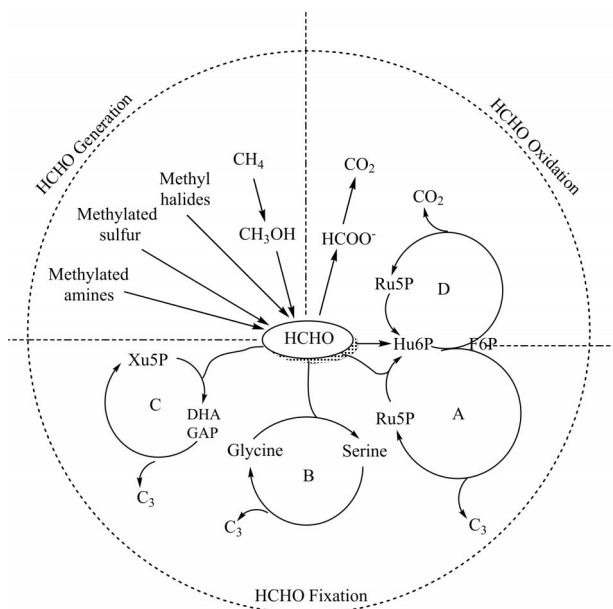 HCHO Generation
HCHO Oxidation
CH₄
CO₂
Methyl
halides
CO₂
Methylated
sulfur
CH₃OH
HCOO⁻
Methylated
amines
Ru5P
D
HCHO
Hu6P
F6P
Xu5P
C
DHA
GAP
Ru5P
A
Glycine
Serine
B
C₃
C₃
C₃
HCHO Fixation